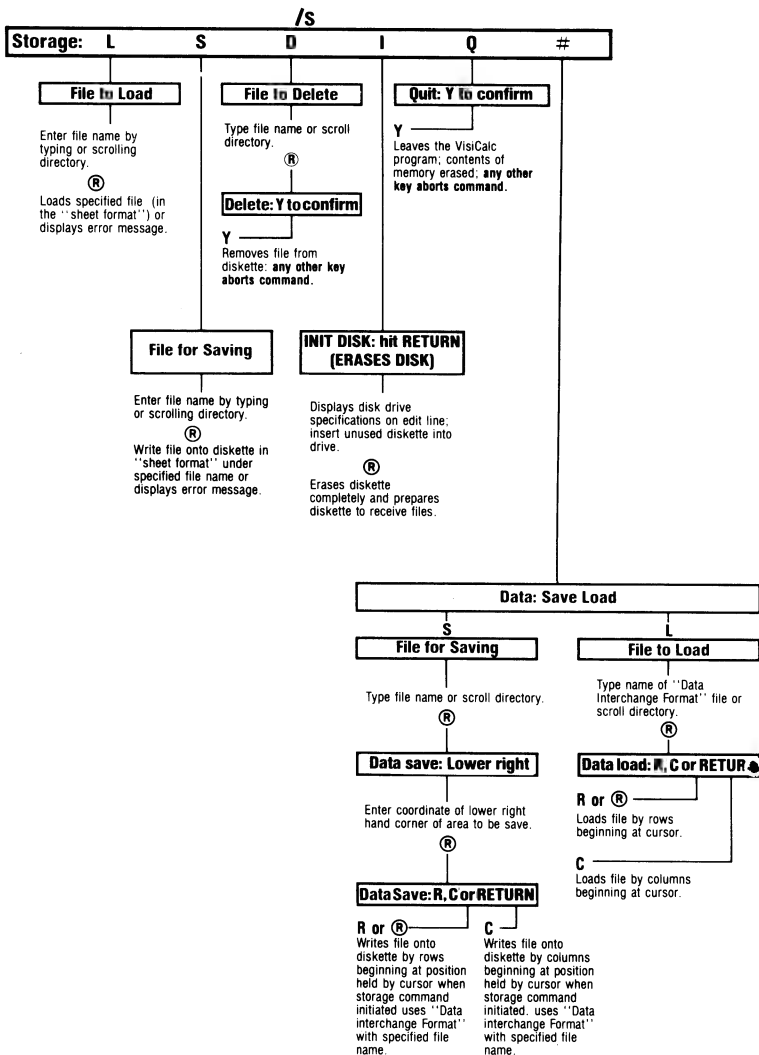 /s
Storage: L S D I Q #
File to Load
Enter file name by
typing or scrolling
directory.
Ⓡ
Loads specified file (in
the ''sheet format'') or
displays error message.
File to Delete
Type file name or scroll
directory.
Ⓡ
Delete: Y to confirm
Y
Removes file from
diskette: any other key
aborts command.
Quit: Y to confirm
Y
Leaves the VisiCalc
program; contents of
memory erased; any other
key aborts command.
File for Saving
Enter file name by typing
or scrolling directory.
Ⓡ
Write file onto diskette in
''sheet format'' under
specified file name or
displays error message.
INIT DISK: hit RETURN
(ERASES DISK)
Displays disk drive
specifications on edit line;
insert unused diskette into
drive.
Ⓡ
Erases diskette
completely and prepares
diskette to receive files.
Data: Save Load
S
File for Saving
Type file name or scroll directory.
Ⓡ
Data save: Lower right
Enter coordinate of lower right
hand corner of area to be save.
Ⓡ
Data Save: R, C or RETURN
R or Ⓡ
Writes file onto
diskette by rows
beginning at position
held by cursor when
storage command
initiated uses ''Data
interchange Format''
with specified file
name.
C
Writes file onto
diskette by columns
beginning at position
held by cursor when
storage command
initiated. uses ''Data
interchange Format''
with specified file
name.
L
File to Load
Type name of ''Data
Interchange Format'' file or
scroll directory.
Ⓡ
Data load: R, C or RETUR
R or Ⓡ
Loads file by rows
beginning at cursor.
C
Loads file by columns
beginning at cursor.